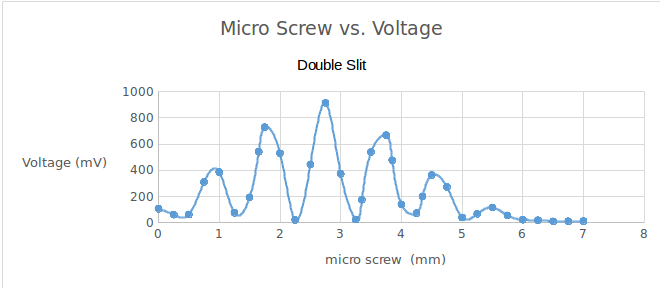 Micro Screw vs. Voltage
Double Slit
1000
800
600
Voltage (mV)
400
200
0
0 1 2 3 4 5 6 7 8
micro screw (mm)